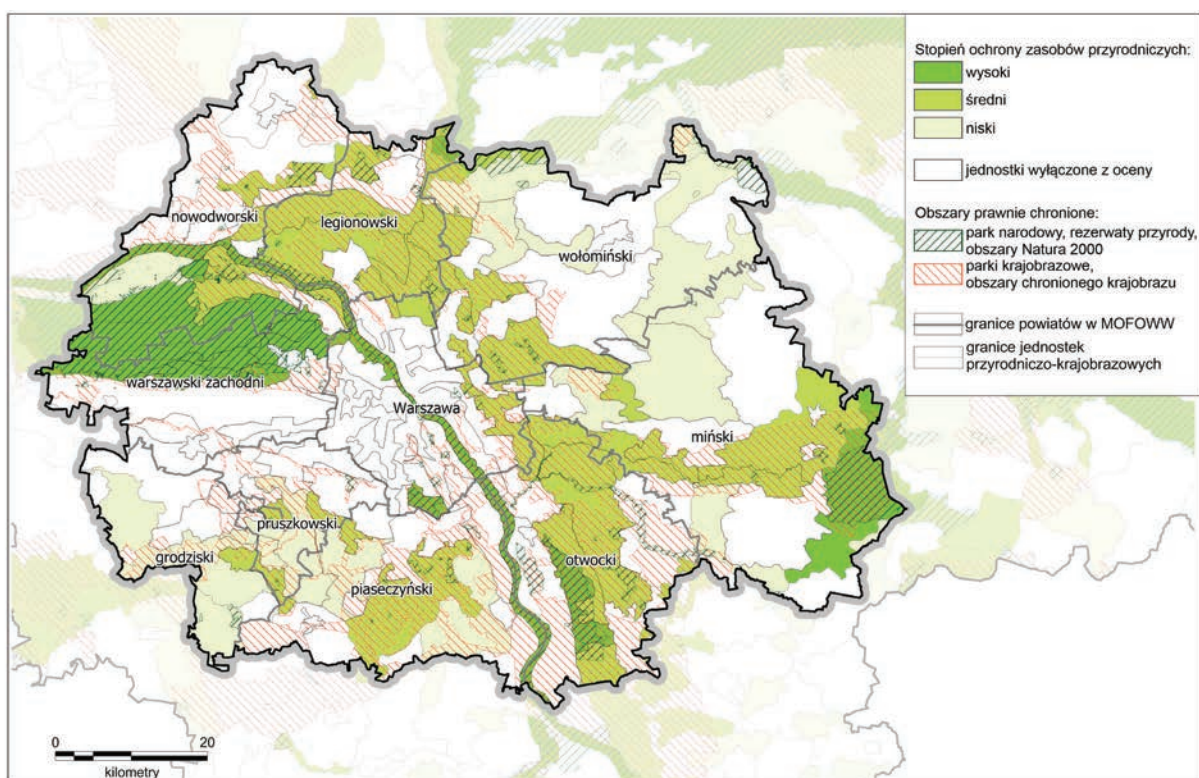 Stopień ochrony zasobów przyrodniczych:
wysoki
średni
niski
jednostki wyłączone z oceny
Obszary prawnie chronione:
park narodowy, rezerwaty przyrody,
obszary Natura 2000
parki krajobrazowe,
obszary chronionego krajobrazu
granice powiatów w MOFOWW
granice jednostek
przyrodniczo-krajobrazowych
nowodworski
legionowski
wołomiński
warszawski zachodni
Warszawa
miński
pruszkowski
grodziski
otwocki
piaseczyński
0 20
kilometry